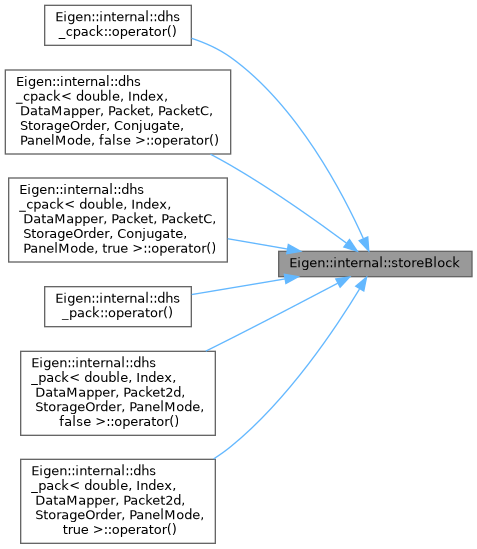 Eigen::internal::dhs
_cpack::operator()
Eigen::internal::dhs
_cpack< double, Index,
DataMapper, Packet, PacketC,
StorageOrder, Conjugate,
PanelMode, false >::operator()
Eigen::internal::dhs
_cpack< double, Index,
DataMapper, Packet, PacketC,
StorageOrder, Conjugate,
PanelMode, true >::operator()
Eigen::internal::storeBlock
Eigen::internal::dhs
_pack::operator()
Eigen::internal::dhs
_pack< double, Index,
DataMapper, Packet2d,
StorageOrder, PanelMode,
false >::operator()
Eigen::internal::dhs
_pack< double, Index,
DataMapper, Packet2d,
StorageOrder, PanelMode,
true >::operator()